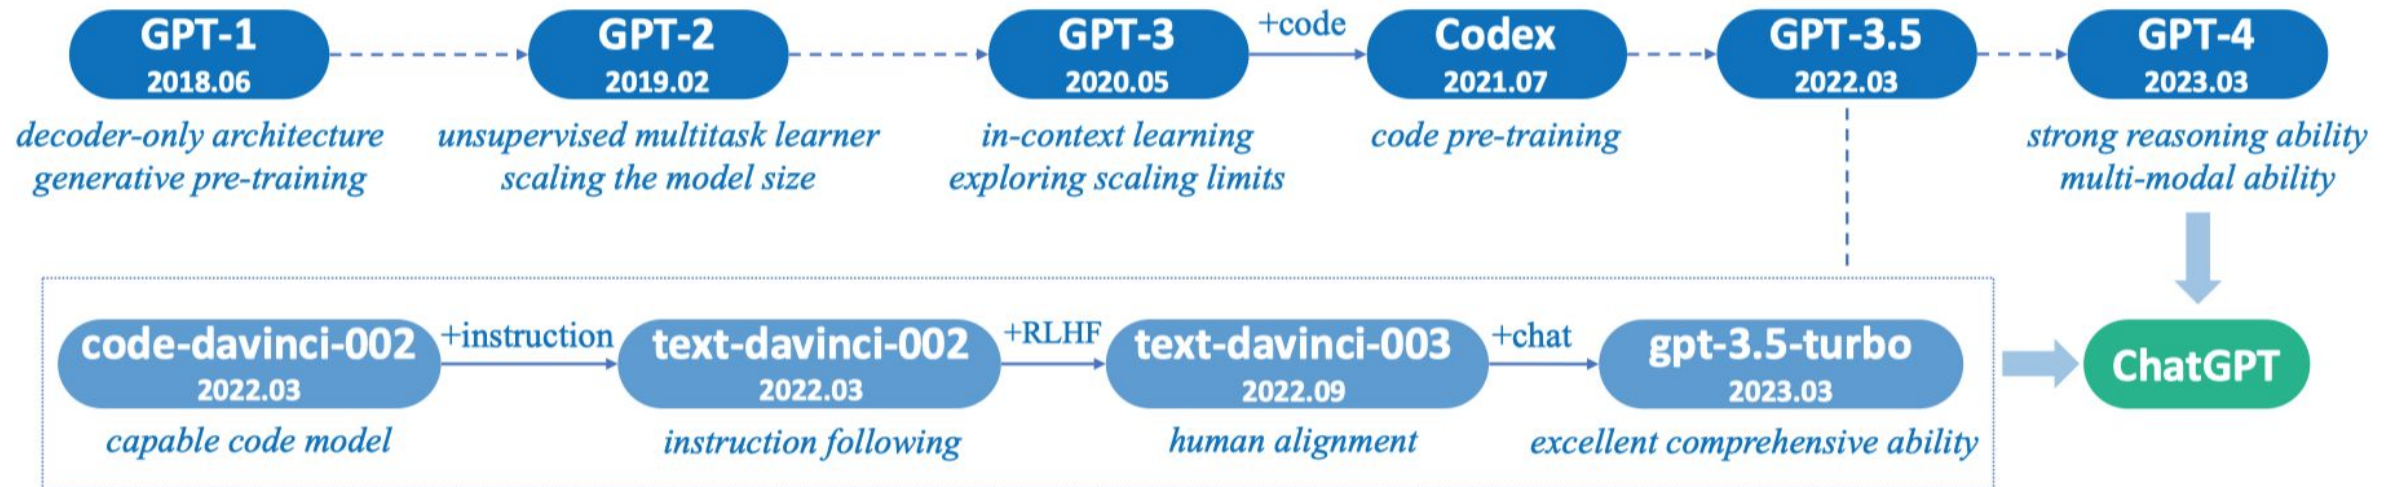 GPT-1
2018.06
GPT-2
2019.02
GPT-3
2020.05
+code
Codex
2021.07
GPT-3.5
2022.03
GPT-4
2023.03
decoder-only architecture
generative pre-training
unsupervised multitask learner
scaling the model size
in-context learning
exploring scaling limits
code pre-training
strong reasoning ability
multi-modal ability
code-davinci-002
2022.03
+instruction
text-davinci-002
2022.03
+RLHF
text-davinci-003
2022.09
+chat
gpt-3.5-turbo
2023.03
ChatGPT
capable code model
instruction following
human alignment
excellent comprehensive ability